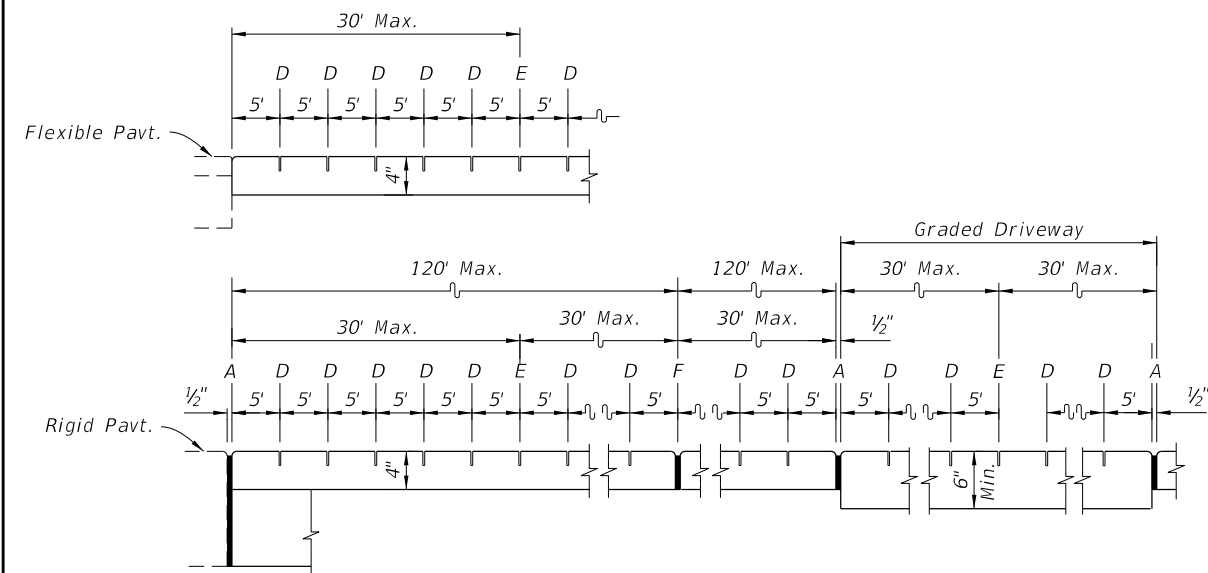 30' Max.
D D D D D E D
5' 5' 5' 5' 5' 5' 5'
Flexible Pavt.
4"
Graded Driveway
120' Max. 120' Max. 30' Max. 30' Max.
30' Max. 30' Max. 30' Max. ½"
A D D D D D E D D F D D A D D E D D A
½" 5' 5' 5' 5' 5' 5' 5' 5' 5' 5' 5' 5' ½"
Rigid Pavt.
4" 6" Min.